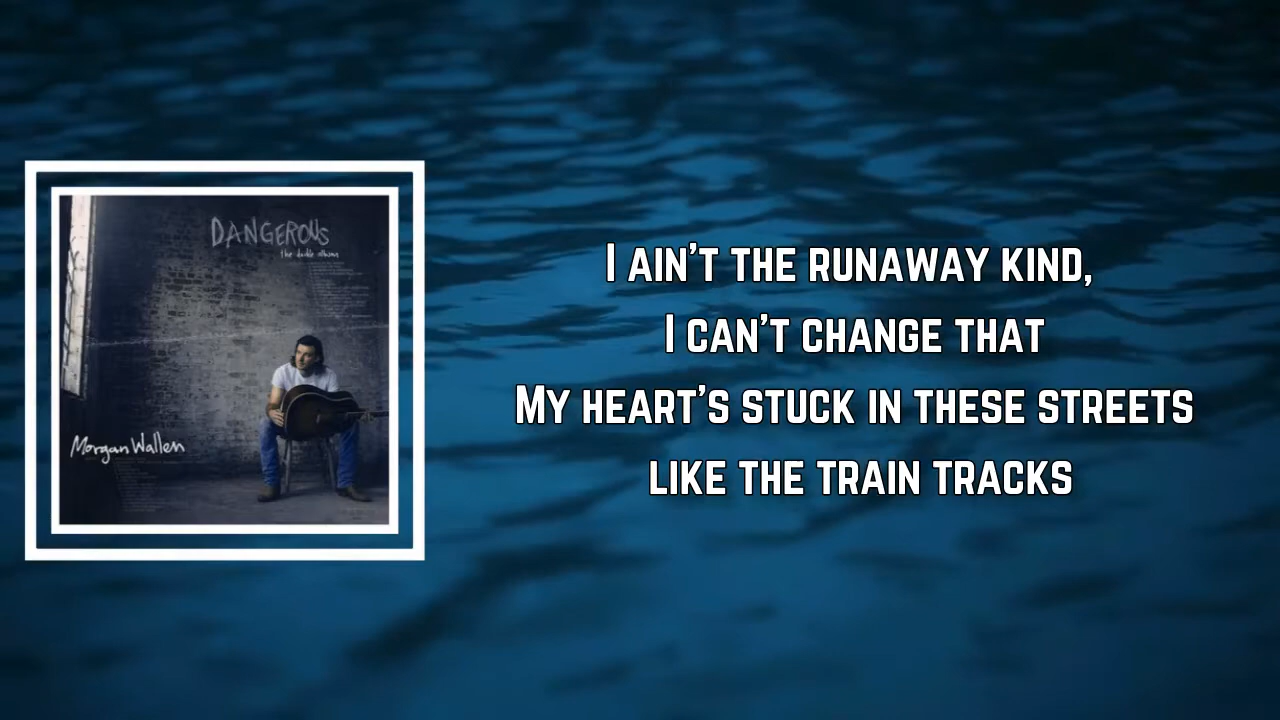 DANGEROUS
the double album
Morgan Wallen
I AIN'T THE RUNAWAY KIND,
I CAN'T CHANGE THAT
MY HEART'S STUCK IN THESE STREETS
LIKE THE TRAIN TRACKS